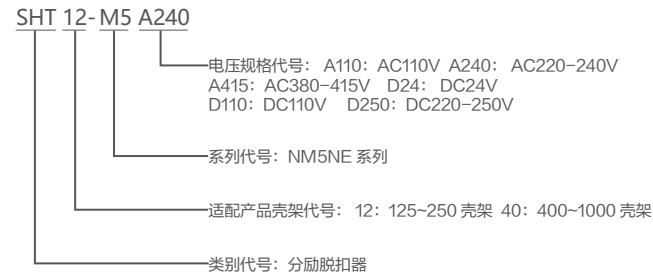 SHT 12- M5 A240
电压规格代号： A110：AC110V A240： AC220-240V
A415：AC380-415V D24： DC24V
D110：DC110V D250：DC220-250V
系列代号：NM5NE 系列
适配产品壳架代号： 12：125~250 壳架 40：400~1000 壳架
类别代号：分励脱扣器